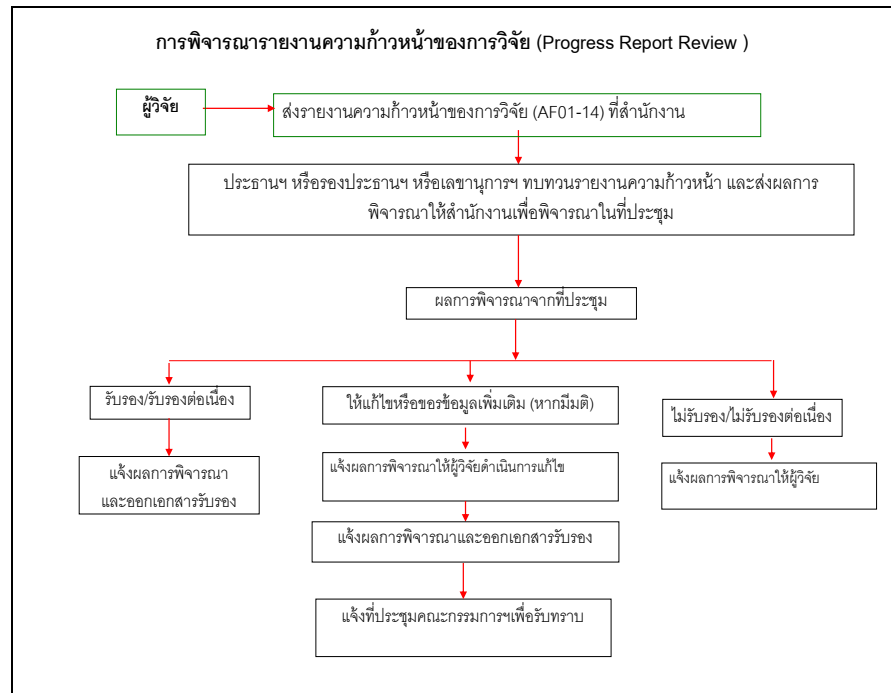 การพิจารณารายงานความก้าวหน้าของการวิจัย (Progress Report Review )
ผู้วิจัย
ส่งรายงานความก้าวหน้าของการวิจัย (AF01-14) ที่สำนักงาน
ประธานฯ หรือรองประธานฯ หรือเลขานุการฯ ทบทวนรายงานความก้าวหน้า และส่งผลการ
พิจารณาให้สำนักงานเพื่อพิจารณาในที่ประชุม
ผลการพิจารณาจากที่ประชุม
รับรอง/รับรองต่อเนื่อง
ให้แก้ไขหรือขอรข้อมูลเพิ่มเติม (หากมีมติ)
ไม่รับรอง/ไม่รับรองต่อเนื่อง
แจ้งผลการพิจารณา
และออกเอกสารรับรอง
แจ้งผลการพิจารณาให้ผู้วิจัยดำเนินการแก้ไข
แจ้งผลการพิจารณาให้ผู้วิจัย
แจ้งผลการพิจารณาและออกเอกสารรับรอง
แจ้งที่ประชุมคณะกรรมการฯเพื่อรับทราบ